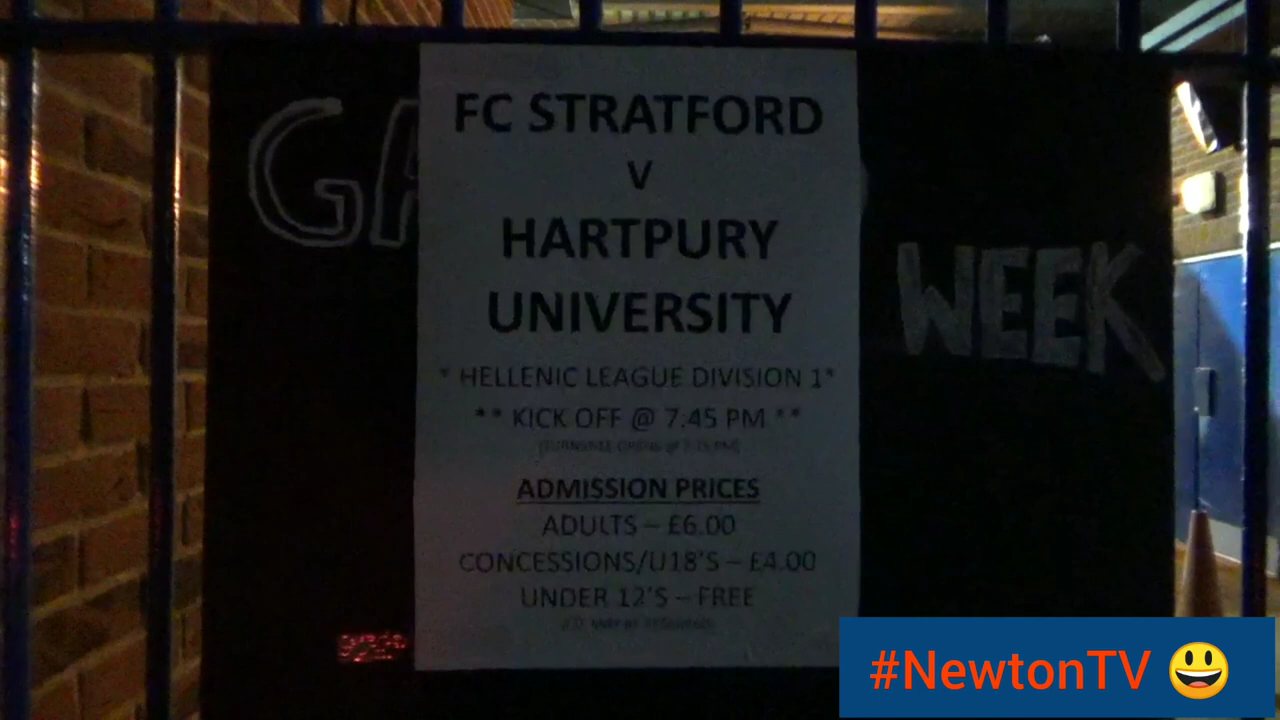 GA
WEEK
FC STRATFORD
V
HARTPURY
UNIVERSITY
* HELLENIC LEAGUE DIVISION 1*
** KICK OFF @ 7:45 PM **
ADMISSION PRICES
ADULTS – £6.00
CONCESSIONS/U18'S – £4.00
UNDER 12'S – FREE
#NewtonTV 😃